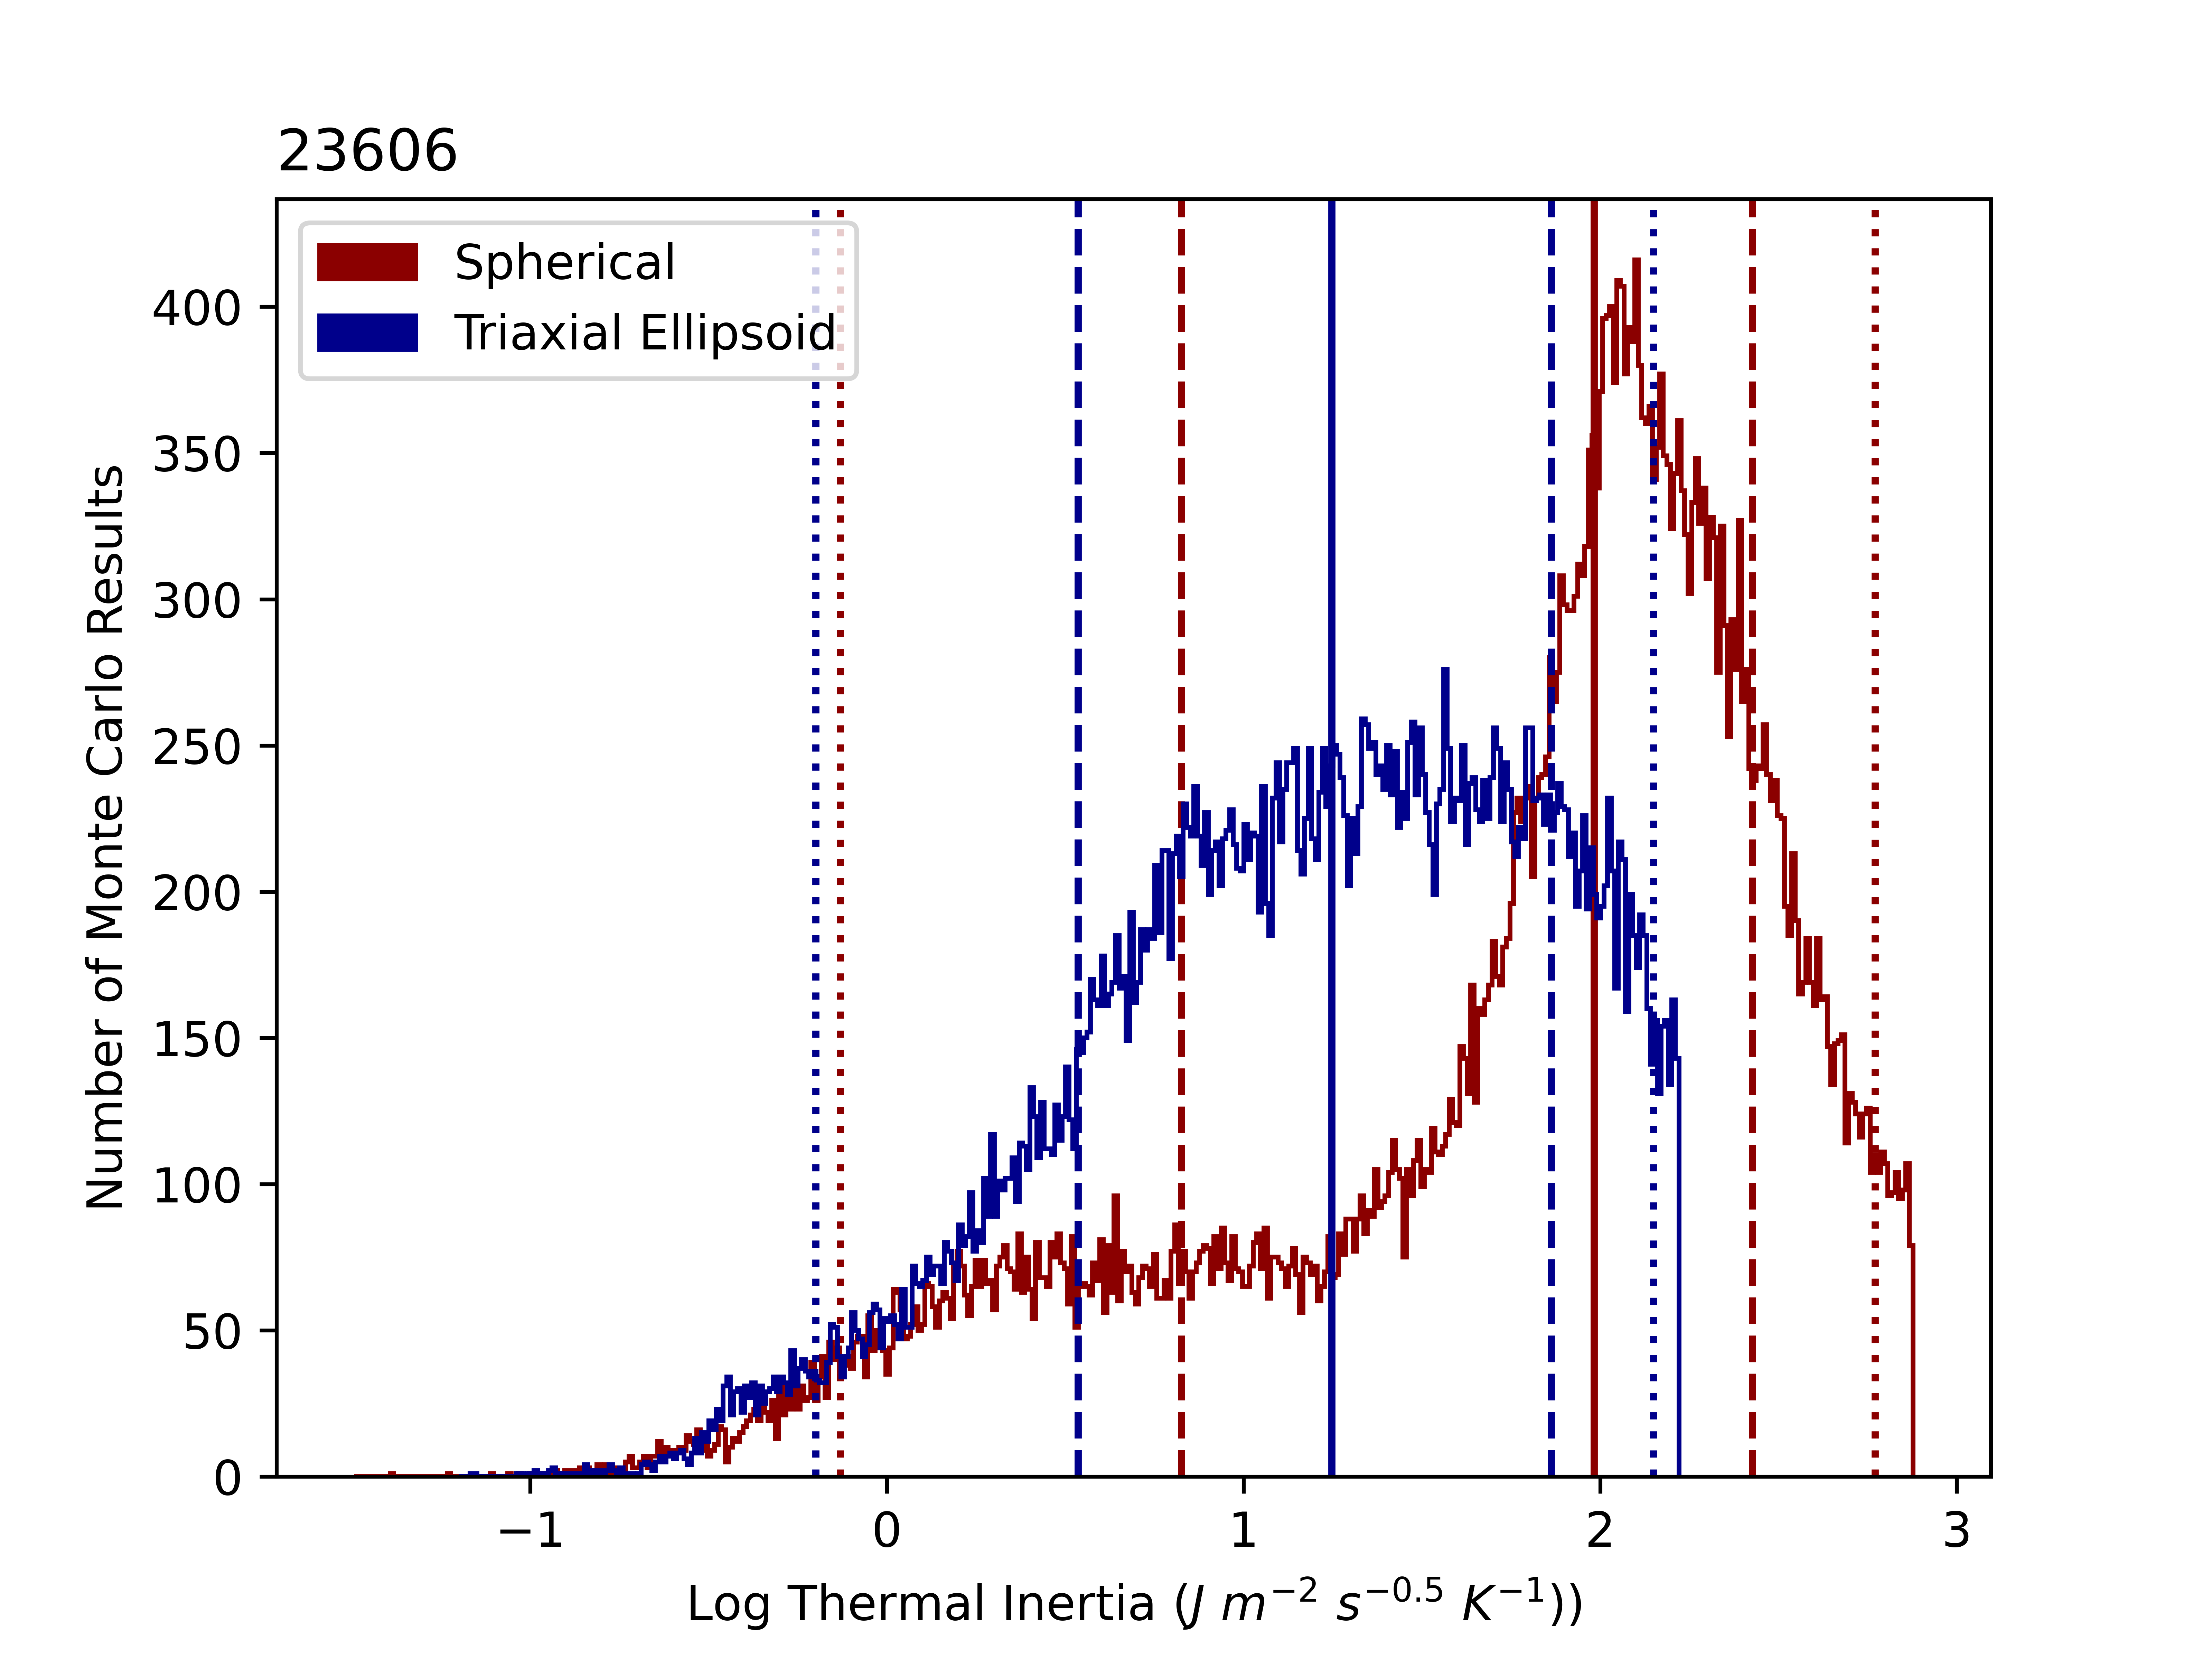 23606
Spherical
Triaxial Ellipsoid
Number of Monte Carlo Results
400
350
300
250
200
150
100
50
0
−1 0 1 2 3
Log Thermal Inertia (J m⁻² s⁻⁰·⁵ K⁻¹))